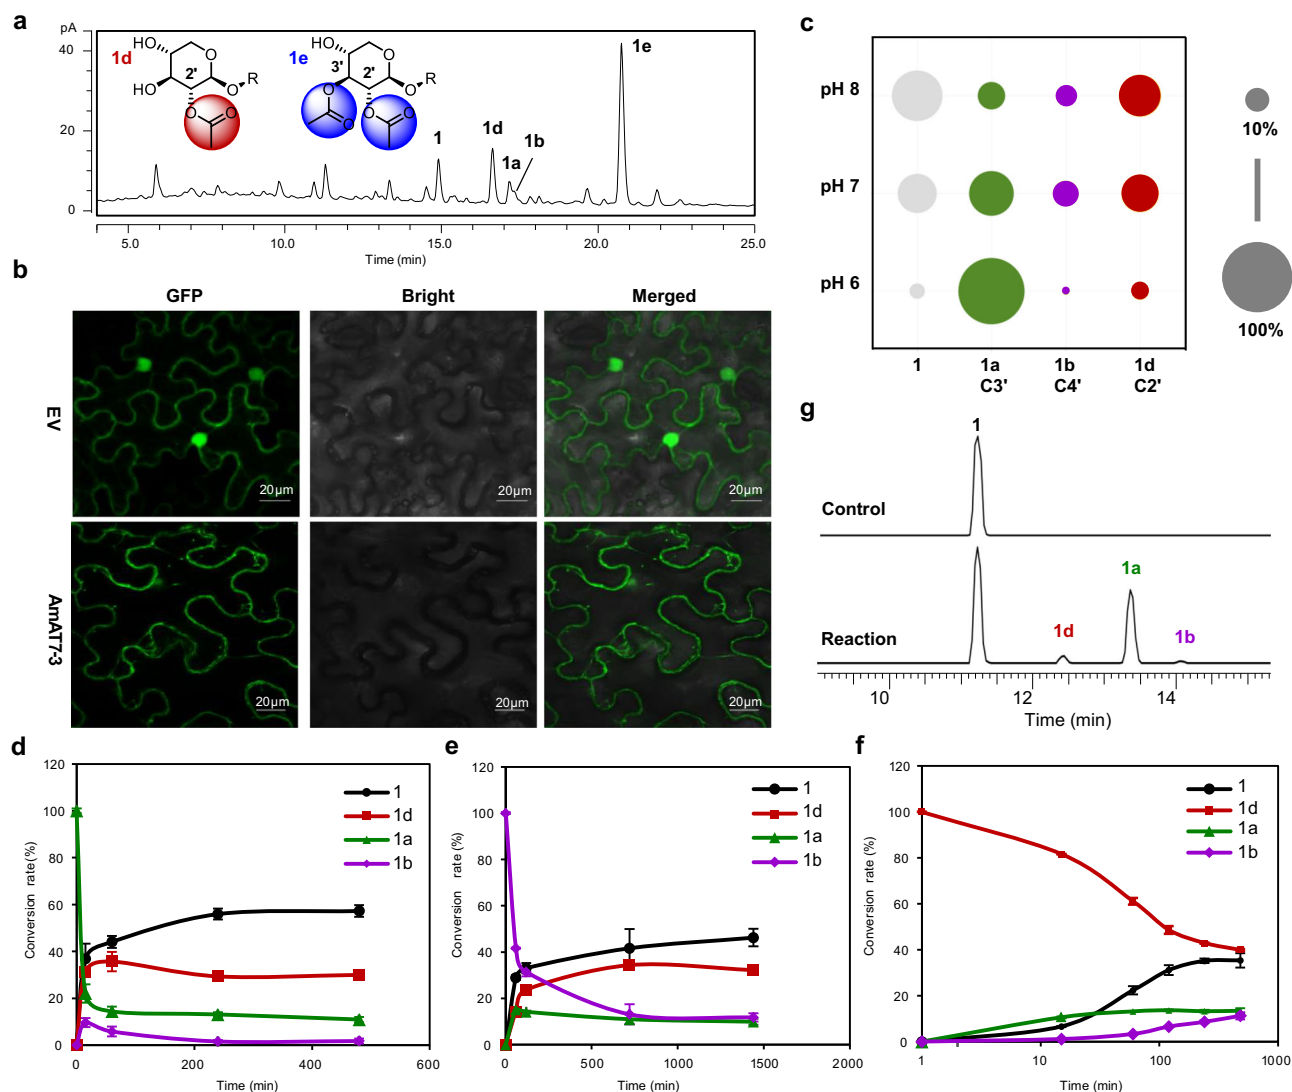 a
pA
40
20
0
1d
HO
HO
O
2'
O
R
O
O
1e
HO
3'
2'
O
O
R
O
O
O
O
1
1d
1a
1b
1e
5.0
10.0
15.0
20.0
25.0
Time (min)
b
GFP
Bright
Merged
EV
20μm
20μm
20μm
AmAT7-3
20μm
20μm
20μm
c
pH 8
pH 7
pH 6
1
1a
1b
1d
C3'
C4'
C2'
10%
100%
g
1
Control
1a
1d
1b
Reaction
10
12
14
Time (min)
d
120
100
80
60
40
20
0
Conversion rate(%)
1
1d
1a
1b
0
200
400
600
Time (min)
e
120
100
80
60
40
20
0
Conversion rate (%)
1
1d
1a
1b
0
500
1000
1500
2000
Time (min)
f
120
100
80
60
40
20
0
Conversion rate (%)
1
1d
1a
1b
1
10
100
1000
Time (min)